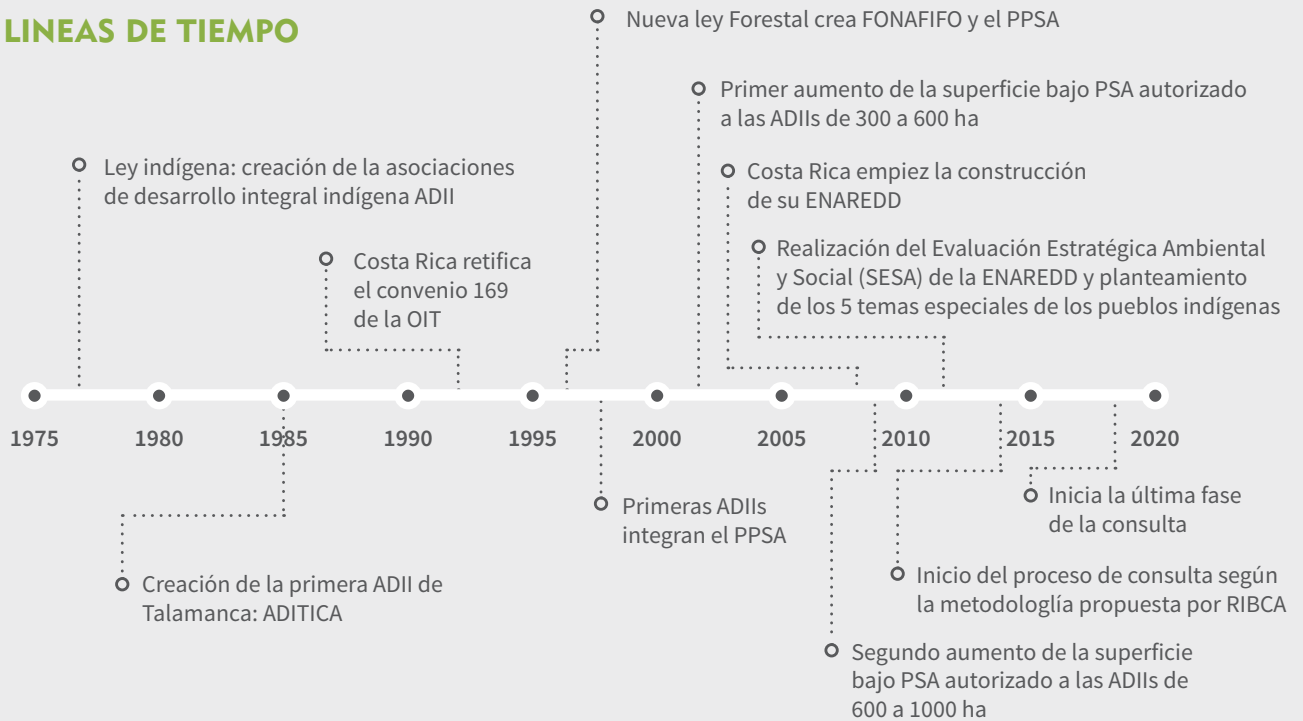 LINEAS DE TIEMPO
Nueva ley Forestal crea FONAFIFO y el PPSA
Primer aumento de la superficie bajo PSA autorizado
a las ADIIs de 300 a 600 ha
Ley indígena: creación de la asociaciones
de desarrollo integral indígena ADII
Costa Rica empiez la construcción
de su ENAREDD
Costa Rica retifica
el convenio 169
de la OIT
Realización del Evaluación Estratégica Ambiental
y Social (SESA) de la ENAREDD y planteamiento
de los 5 temas especiales de los pueblos indígenas
1975 1980 1985 1990 1995 2000 2005 2010 2015 2020
Primeras ADIIs
integran el PPSA
Inicia la última fase
de la consulta
Creación de la primera ADII de
Talamanca: ADITICA
Inicio del proceso de consulta según
la metodologlía propuesta por RIBCA
Segundo aumento de la superficie
bajo PSA autorizado a las ADIIs de
600 a 1000 ha